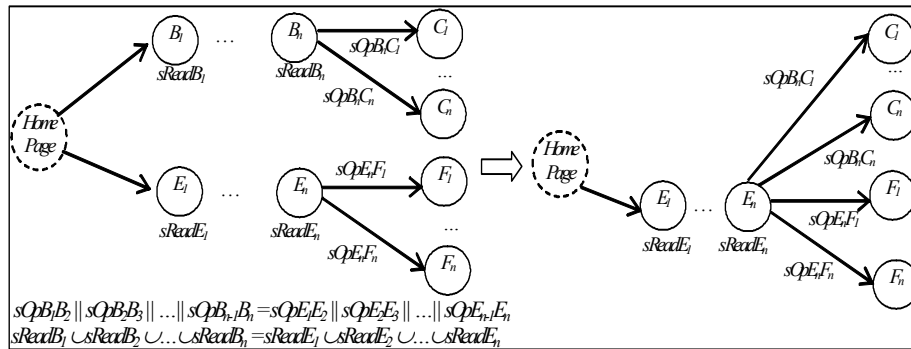 B₁ ... Bₙ C₁
sOpBₙC₁
sReadB₁ sReadBₙ ...
sOpBₙCₙ
Cₙ
Home
Page
E₁ ... Eₙ sOpEₙF₁ F₁
sReadE₁ sReadEₙ ...
sOpEₙFₙ
Fₙ
C₁
sOpBₙC₁ ...
Cₙ
Home
Page
sOpBₙCₙ
E₁ ... Eₙ F₁
sOpEₙF₁
sReadE₁ sReadEₙ
sOpEₙFₙ
Fₙ
sOpB₁B₂ || sOpB₂B₃ || ...|| sOpBₙ₋₁Bₙ = sOpE₁E₂ || sOpE₂E₃ || ...|| sOpEₙ₋₁Eₙ
sReadB₁ ∪ sReadB₂ ∪ ... ∪ sReadBₙ = sReadE₁ ∪ sReadE₂ ∪ ... ∪ sReadEₙ